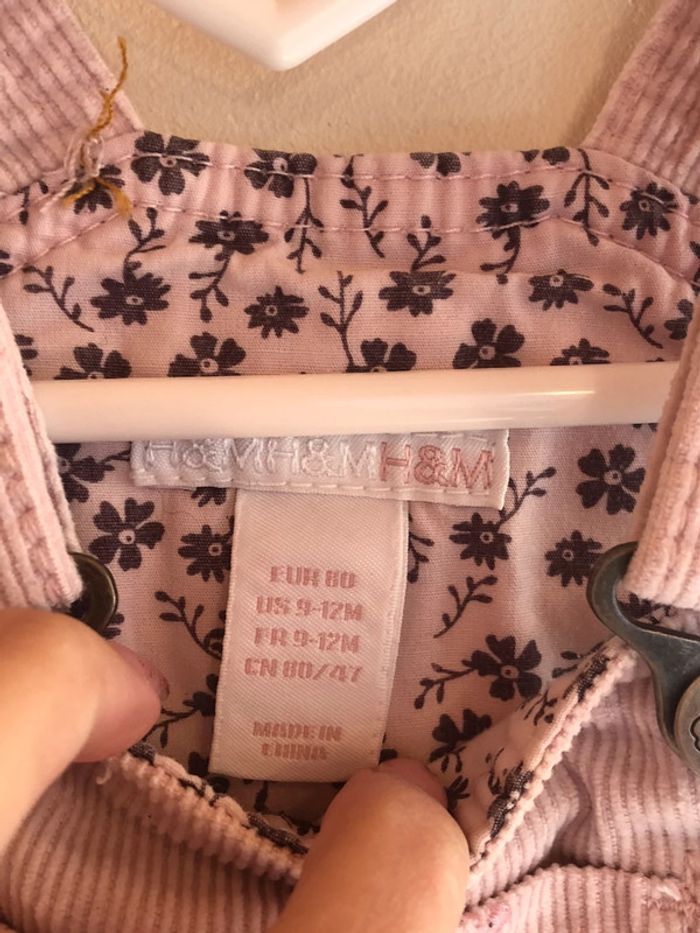 H&MH&MH&M
EUR 80
US 9-12M
FR 9-12M
CN 80/47
MADE IN
CHINA